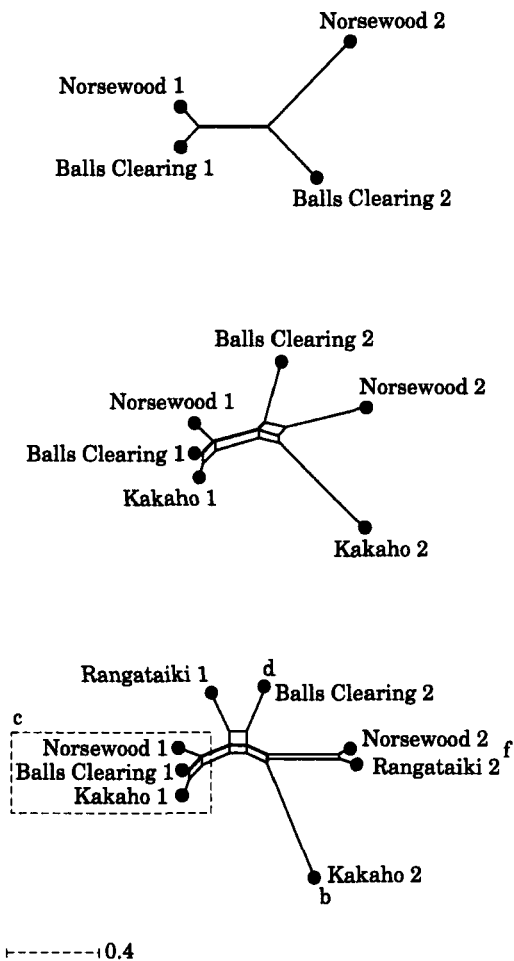 Norsewood 2
Norsewood 1
Balls Clearing 1
Balls Clearing 2
Balls Clearing 2
Norsewood 2
Norsewood 1
Balls Clearing 1
Kakaho 1
Kakaho 2
Rangataiki 1
d
Balls Clearing 2
c
Norsewood 1
Norsewood 2
f
Balls Clearing 1
Rangataiki 2
Kakaho 1
Kakaho 2
b
0.4